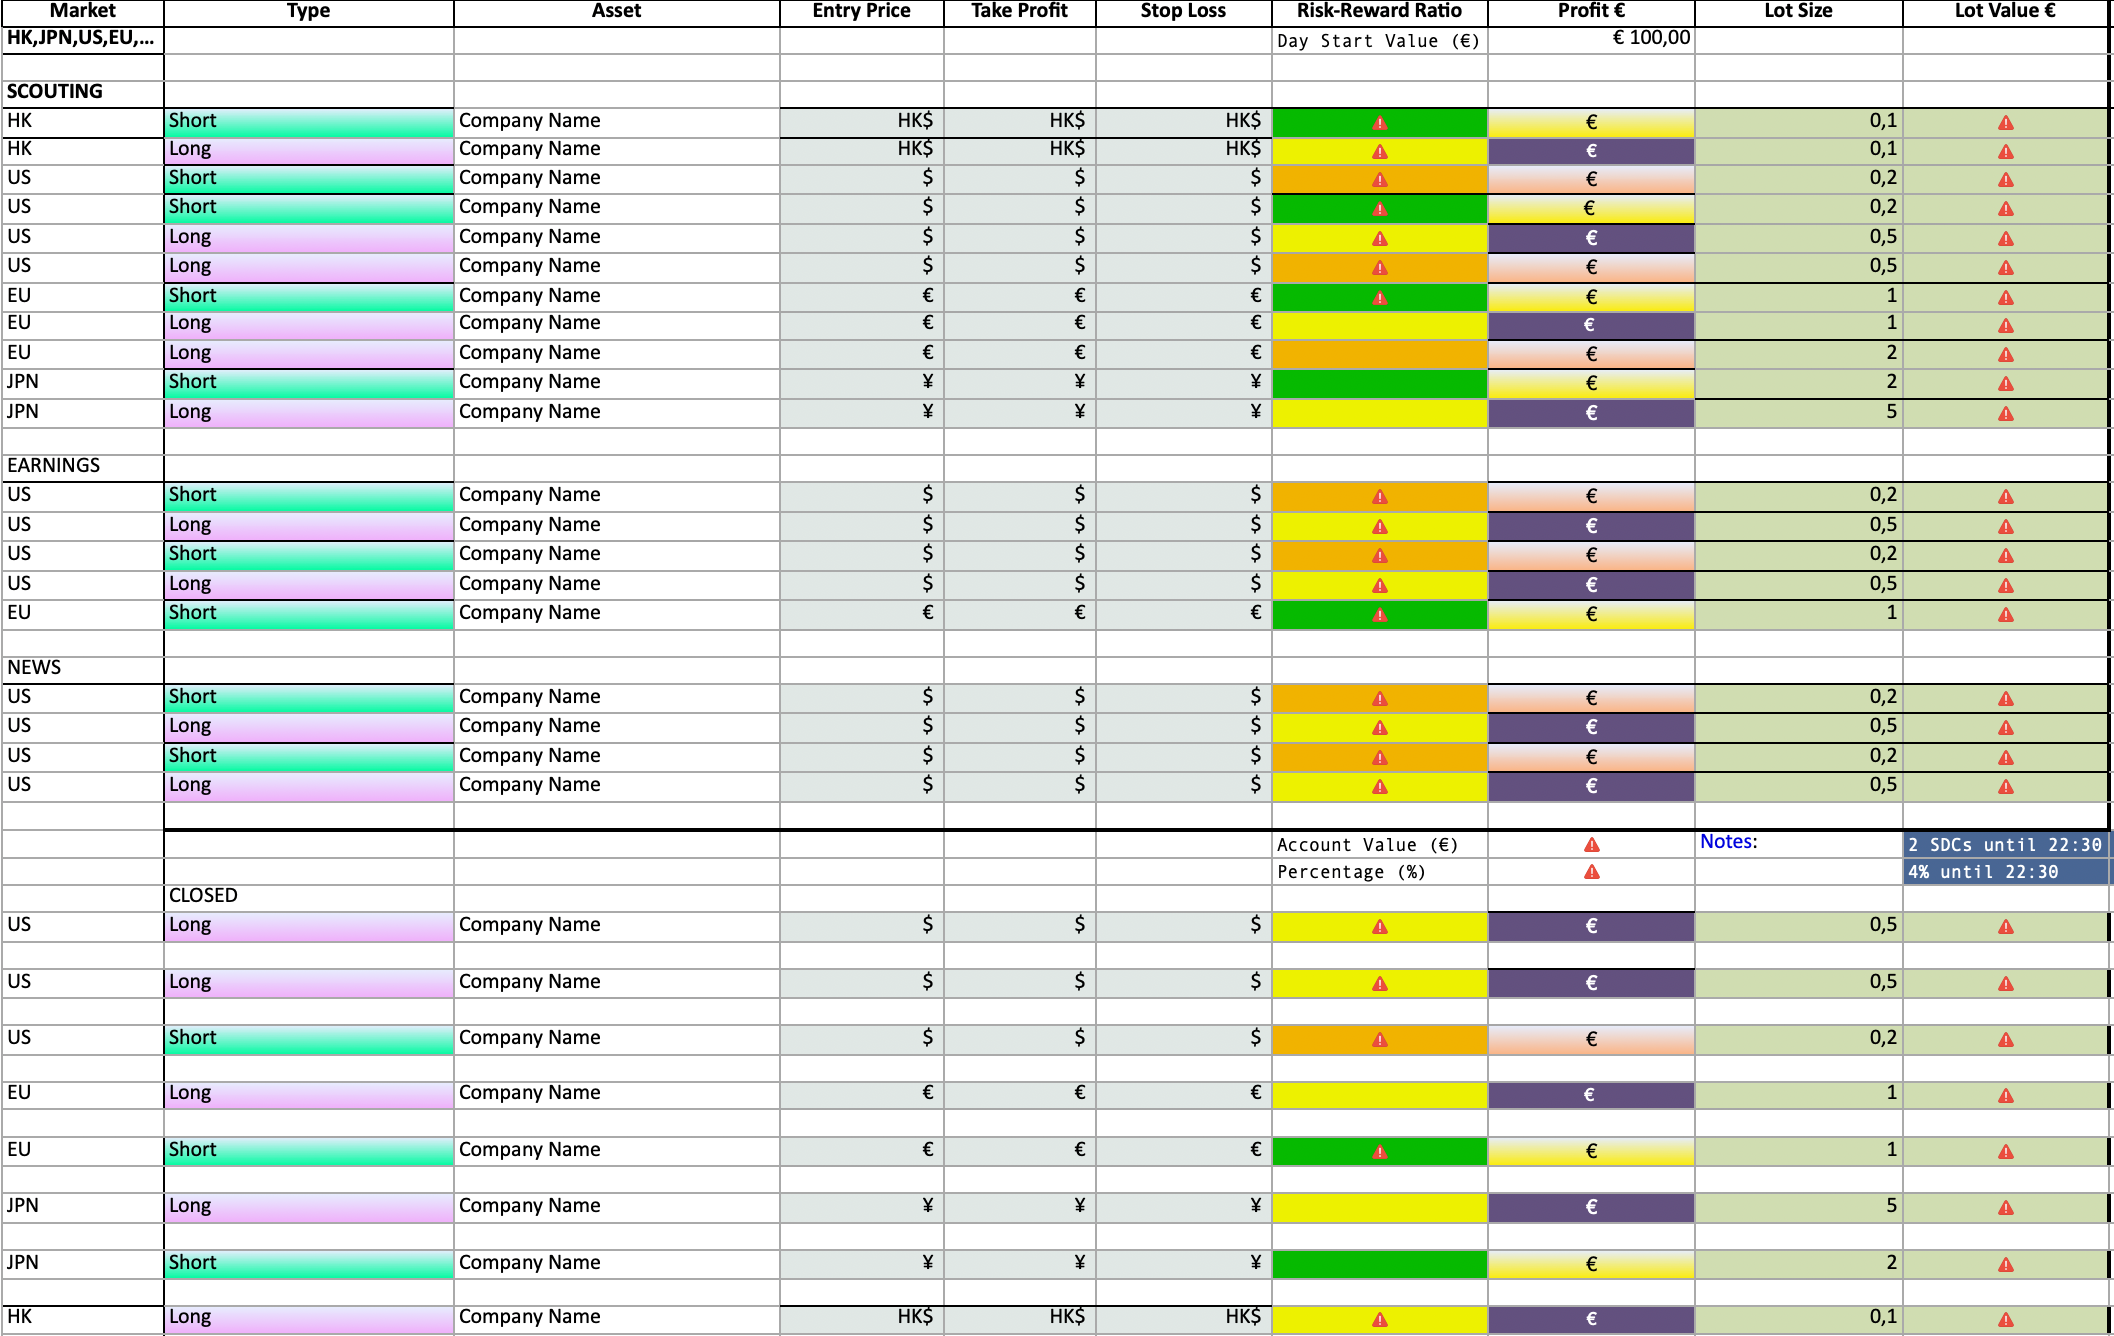 Market Type Asset Entry Price Take Profit Stop Loss Risk-Reward Ratio Profit € Lot Size Lot Value €
HK,JPN,US,EU,... Day Start Value (€) € 100,00
SCOUTING
HK Short Company Name HK$ HK$ HK$ € 0,1
HK Long Company Name HK$ HK$ HK$ € 0,1
US Short Company Name $ $ $ € 0,2
US Short Company Name $ $ $ € 0,2
US Long Company Name $ $ $ € 0,5
US Long Company Name $ $ $ € 0,5
EU Short Company Name € € € € 1
EU Long Company Name € € € € 1
EU Long Company Name € € € € 2
JPN Short Company Name ¥ ¥ ¥ € 2
JPN Long Company Name ¥ ¥ ¥ € 5
EARNINGS
US Short Company Name $ $ $ € 0,2
US Long Company Name $ $ $ € 0,5
US Short Company Name $ $ $ € 0,2
US Long Company Name $ $ $ € 0,5
EU Short Company Name € € € € 1
NEWS
US Short Company Name $ $ $ € 0,2
US Long Company Name $ $ $ € 0,5
US Short Company Name $ $ $ € 0,2
US Long Company Name $ $ $ € 0,5
Account Value (€) Notes: 2 SDCs until 22:30
Percentage (%) 4% until 22:30
CLOSED
US Long Company Name $ $ $ € 0,5
US Long Company Name $ $ $ € 0,5
US Short Company Name $ $ $ € 0,2
EU Long Company Name € € € € 1
EU Short Company Name € € € € 1
JPN Long Company Name ¥ ¥ ¥ € 5
JPN Short Company Name ¥ ¥ ¥ € 2
HK Long Company Name HK$ HK$ HK$ € 0,1